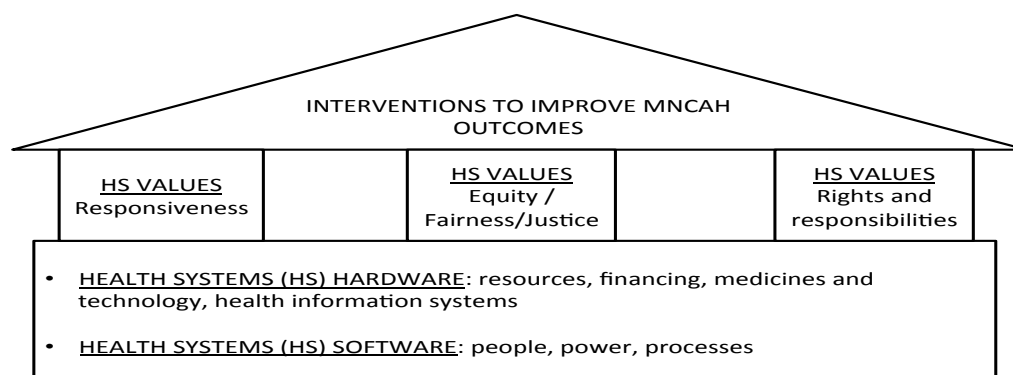 INTERVENTIONS TO IMPROVE MNCAH
OUTCOMES
HS VALUES
Responsiveness
HS VALUES
Equity /
Fairness/Justice
HS VALUES
Rights and
responsibilities
• HEALTH SYSTEMS (HS) HARDWARE: resources, financing, medicines and
technology, health information systems
• HEALTH SYSTEMS (HS) SOFTWARE: people, power, processes